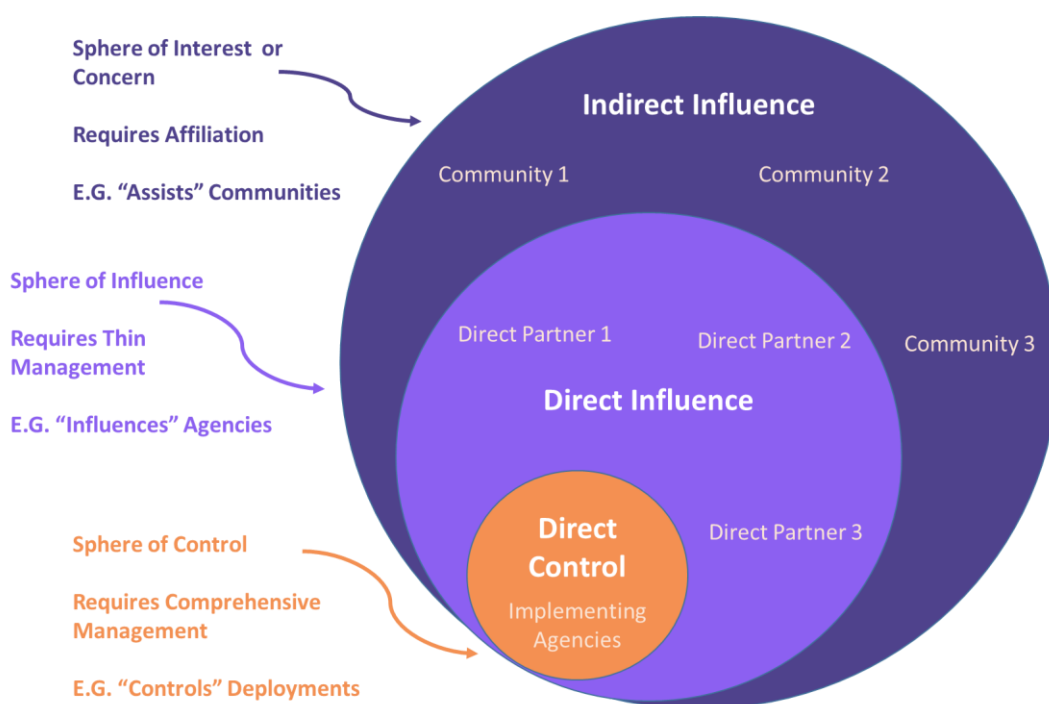 Sphere of Interest or
Concern
Requires Affiliation
E.G. “Assists” Communities
Sphere of Influence
Requires Thin
Management
E.G. “Influences” Agencies
Sphere of Control
Requires Comprehensive
Management
E.G. “Controls” Deployments
Indirect Influence
Community 1
Community 2
Community 3
Direct Partner 1
Direct Partner 2
Direct Influence
Direct Partner 3
Direct
Control
Implementing
Agencies